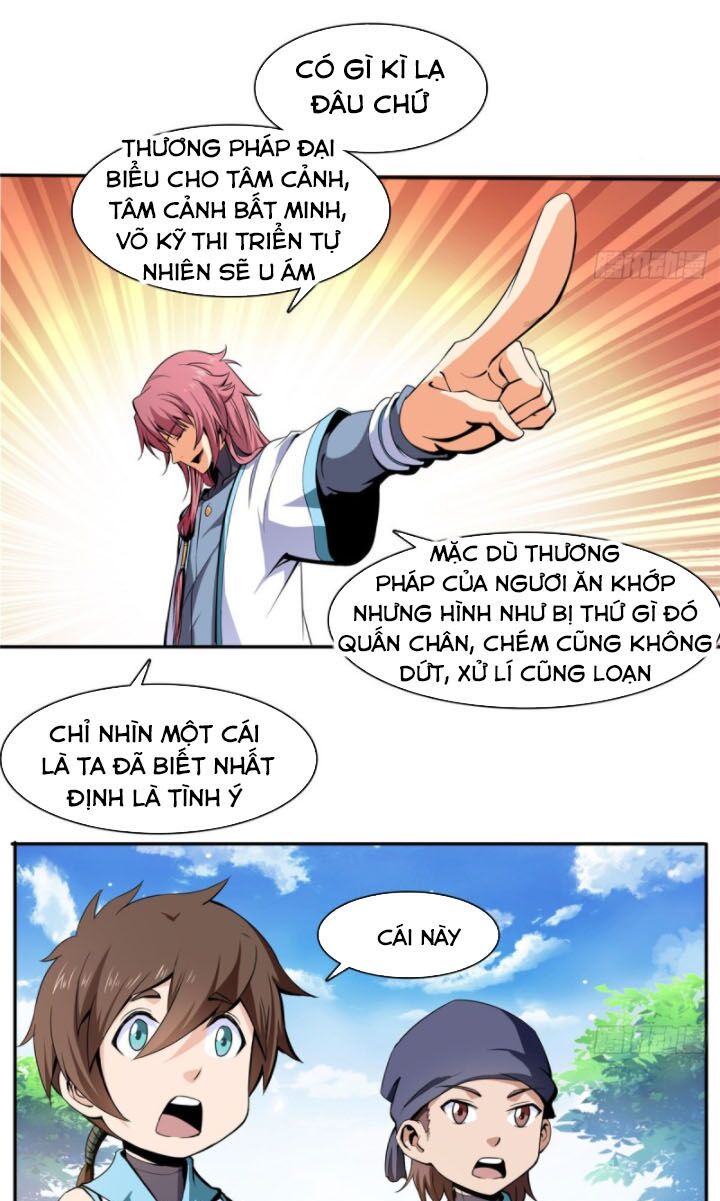 CÓ GÌ KÌ LẠ
ĐÂU CHỨ
THƯƠNG PHÁP ĐẠI
BIỂU CHO TÂM CẢNH,
TÂM CẢNH BẤT MINH,
VÕ KỸ THI TRIỂN TỰ
NHIÊN SẼ U ÁM
MẶC DÙ THƯƠNG
PHÁP CỦA NGƯƠI ĂN KHỚP
NHƯNG HÌNH NHƯ BỊ THỨ GÌ ĐÓ
QUẤN CHÂN, CHÉM CŨNG KHÔNG
DỨT, XỬ LÍ CŨNG LOẠN
CHỈ NHÌN MỘT CÁI
LÀ TA ĐÃ BIẾT NHẤT
ĐỊNH LÀ TÌNH Ý
CÁI NÀY